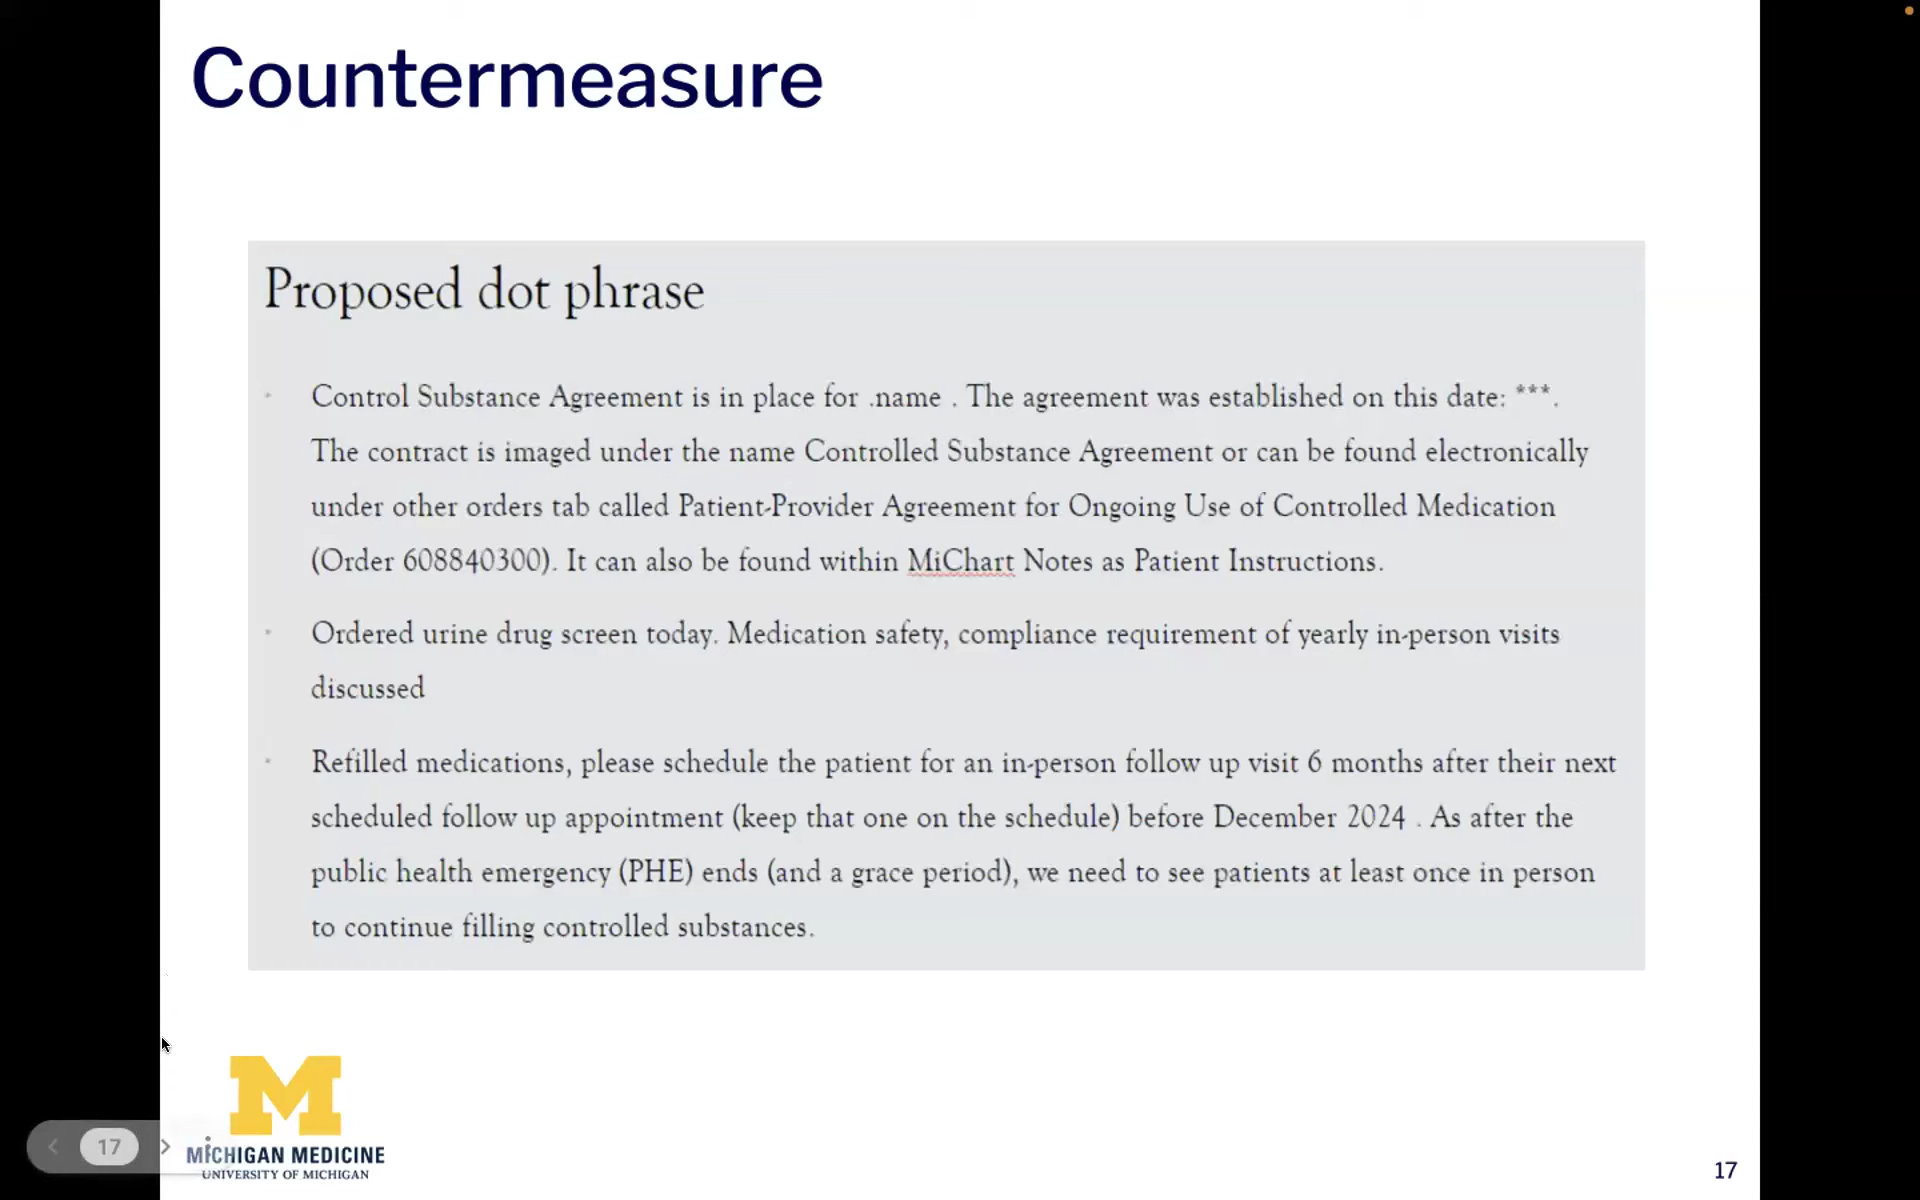 Countermeasure
Proposed dot phrase
Control Substance Agreement is in place for .name . The agreement was established on this date: ***.
The contract is imaged under the name Controlled Substance Agreement or can be found electronically
under other orders tab called Patient-Provider Agreement for Ongoing Use of Controlled Medication
(Order 608840300). It can also be found within MiChart Notes as Patient Instructions.
Ordered urine drug screen today. Medication safety, compliance requirement of yearly in-person visits
discussed
Refilled medications, please schedule the patient for an in-person follow up visit 6 months after their next
scheduled follow up appointment (keep that one on the schedule) before December 2024 . As after the
public health emergency (PHE) ends (and a grace period), we need to see patients at least once in person
to continue filling controlled substances.
M
17
MICHIGAN MEDICINE
UNIVERSITY OF MICHIGAN
17